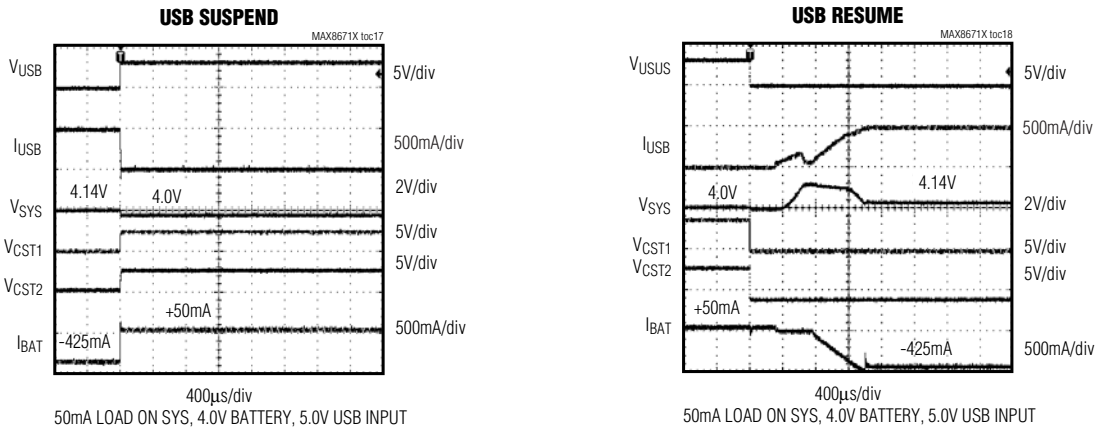 USB SUSPEND
MAX8671X toc17
VUSB
5V/div
IUSB
500mA/div
4.14V
4.0V
2V/div
VSYS
5V/div
VCST1
5V/div
VCST2
+50mA
500mA/div
IBAT
-425mA
400μs/div
50mA LOAD ON SYS, 4.0V BATTERY, 5.0V USB INPUT
USB RESUME
MAX8671X toc18
VUSUS
5V/div
500mA/div
IUSB
4.0V
4.14V
VSYS
2V/div
VCST1
5V/div
VCST2
5V/div
+50mA
IBAT
-425mA
500mA/div
400μs/div
50mA LOAD ON SYS, 4.0V BATTERY, 5.0V USB INPUT